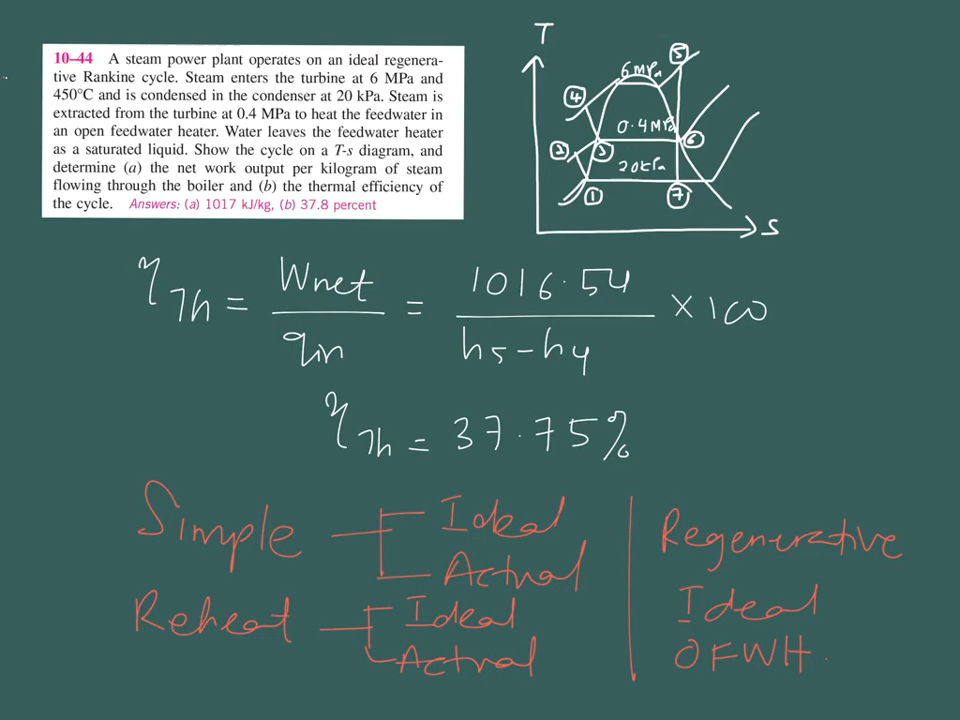 10–44 A steam power plant operates on an ideal regenera-
tive Rankine cycle. Steam enters the turbine at 6 MPa and
450°C and is condensed in the condenser at 20 kPa. Steam is
extracted from the turbine at 0.4 MPa to heat the feedwater in
an open feedwater heater. Water leaves the feedwater heater
as a saturated liquid. Show the cycle on a T-s diagram, and
determine (a) the net work output per kilogram of steam
flowing through the boiler and (b) the thermal efficiency of
the cycle. Answers: (a) 1017 kJ/kg, (b) 37.8 percent
T
5
6 MPa
4
0.4 MPa
6
2
3
20kPa
1
7
S
η Th = Wnet / qin = 1016.54 / h5-h4 × 100
η Th = 37.75%
Simple Ideal
Actual
Reheat Ideal
Actual
Regenerative
Ideal
OFWH.